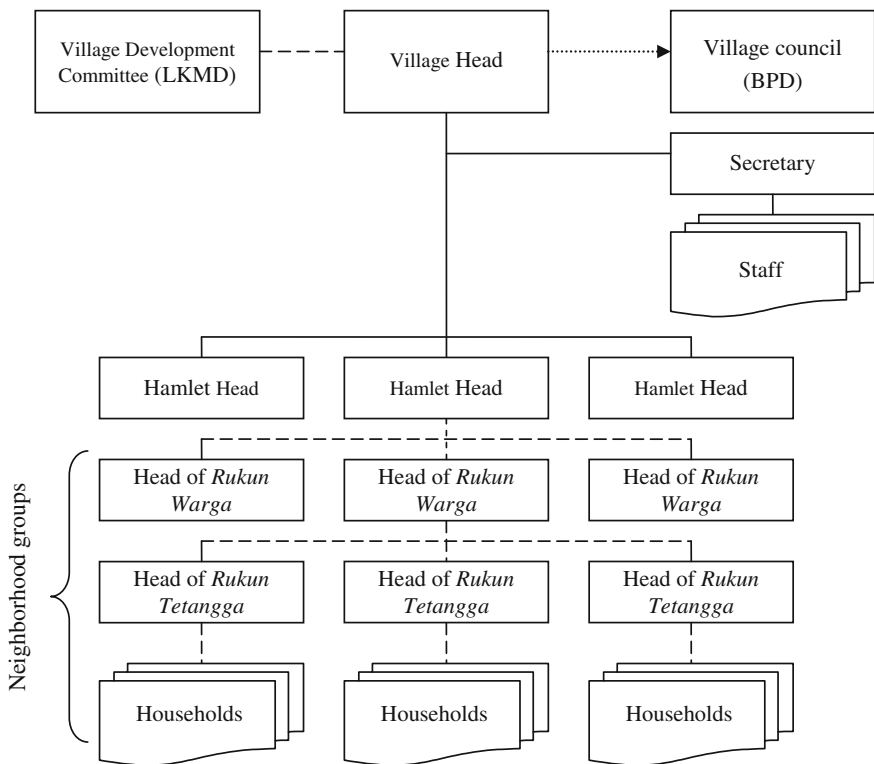 Village Development
Committee (LKMD)
Village Head
Village council
(BPD)
Secretary
Staff
Hamlet Head
Hamlet Head
Hamlet Head
Neighborhood groups
Head of Rukun
Warga
Head of Rukun
Warga
Head of Rukun
Warga
Head of Rukun
Tetangga
Head of Rukun
Tetangga
Head of Rukun
Tetangga
Households
Households
Households